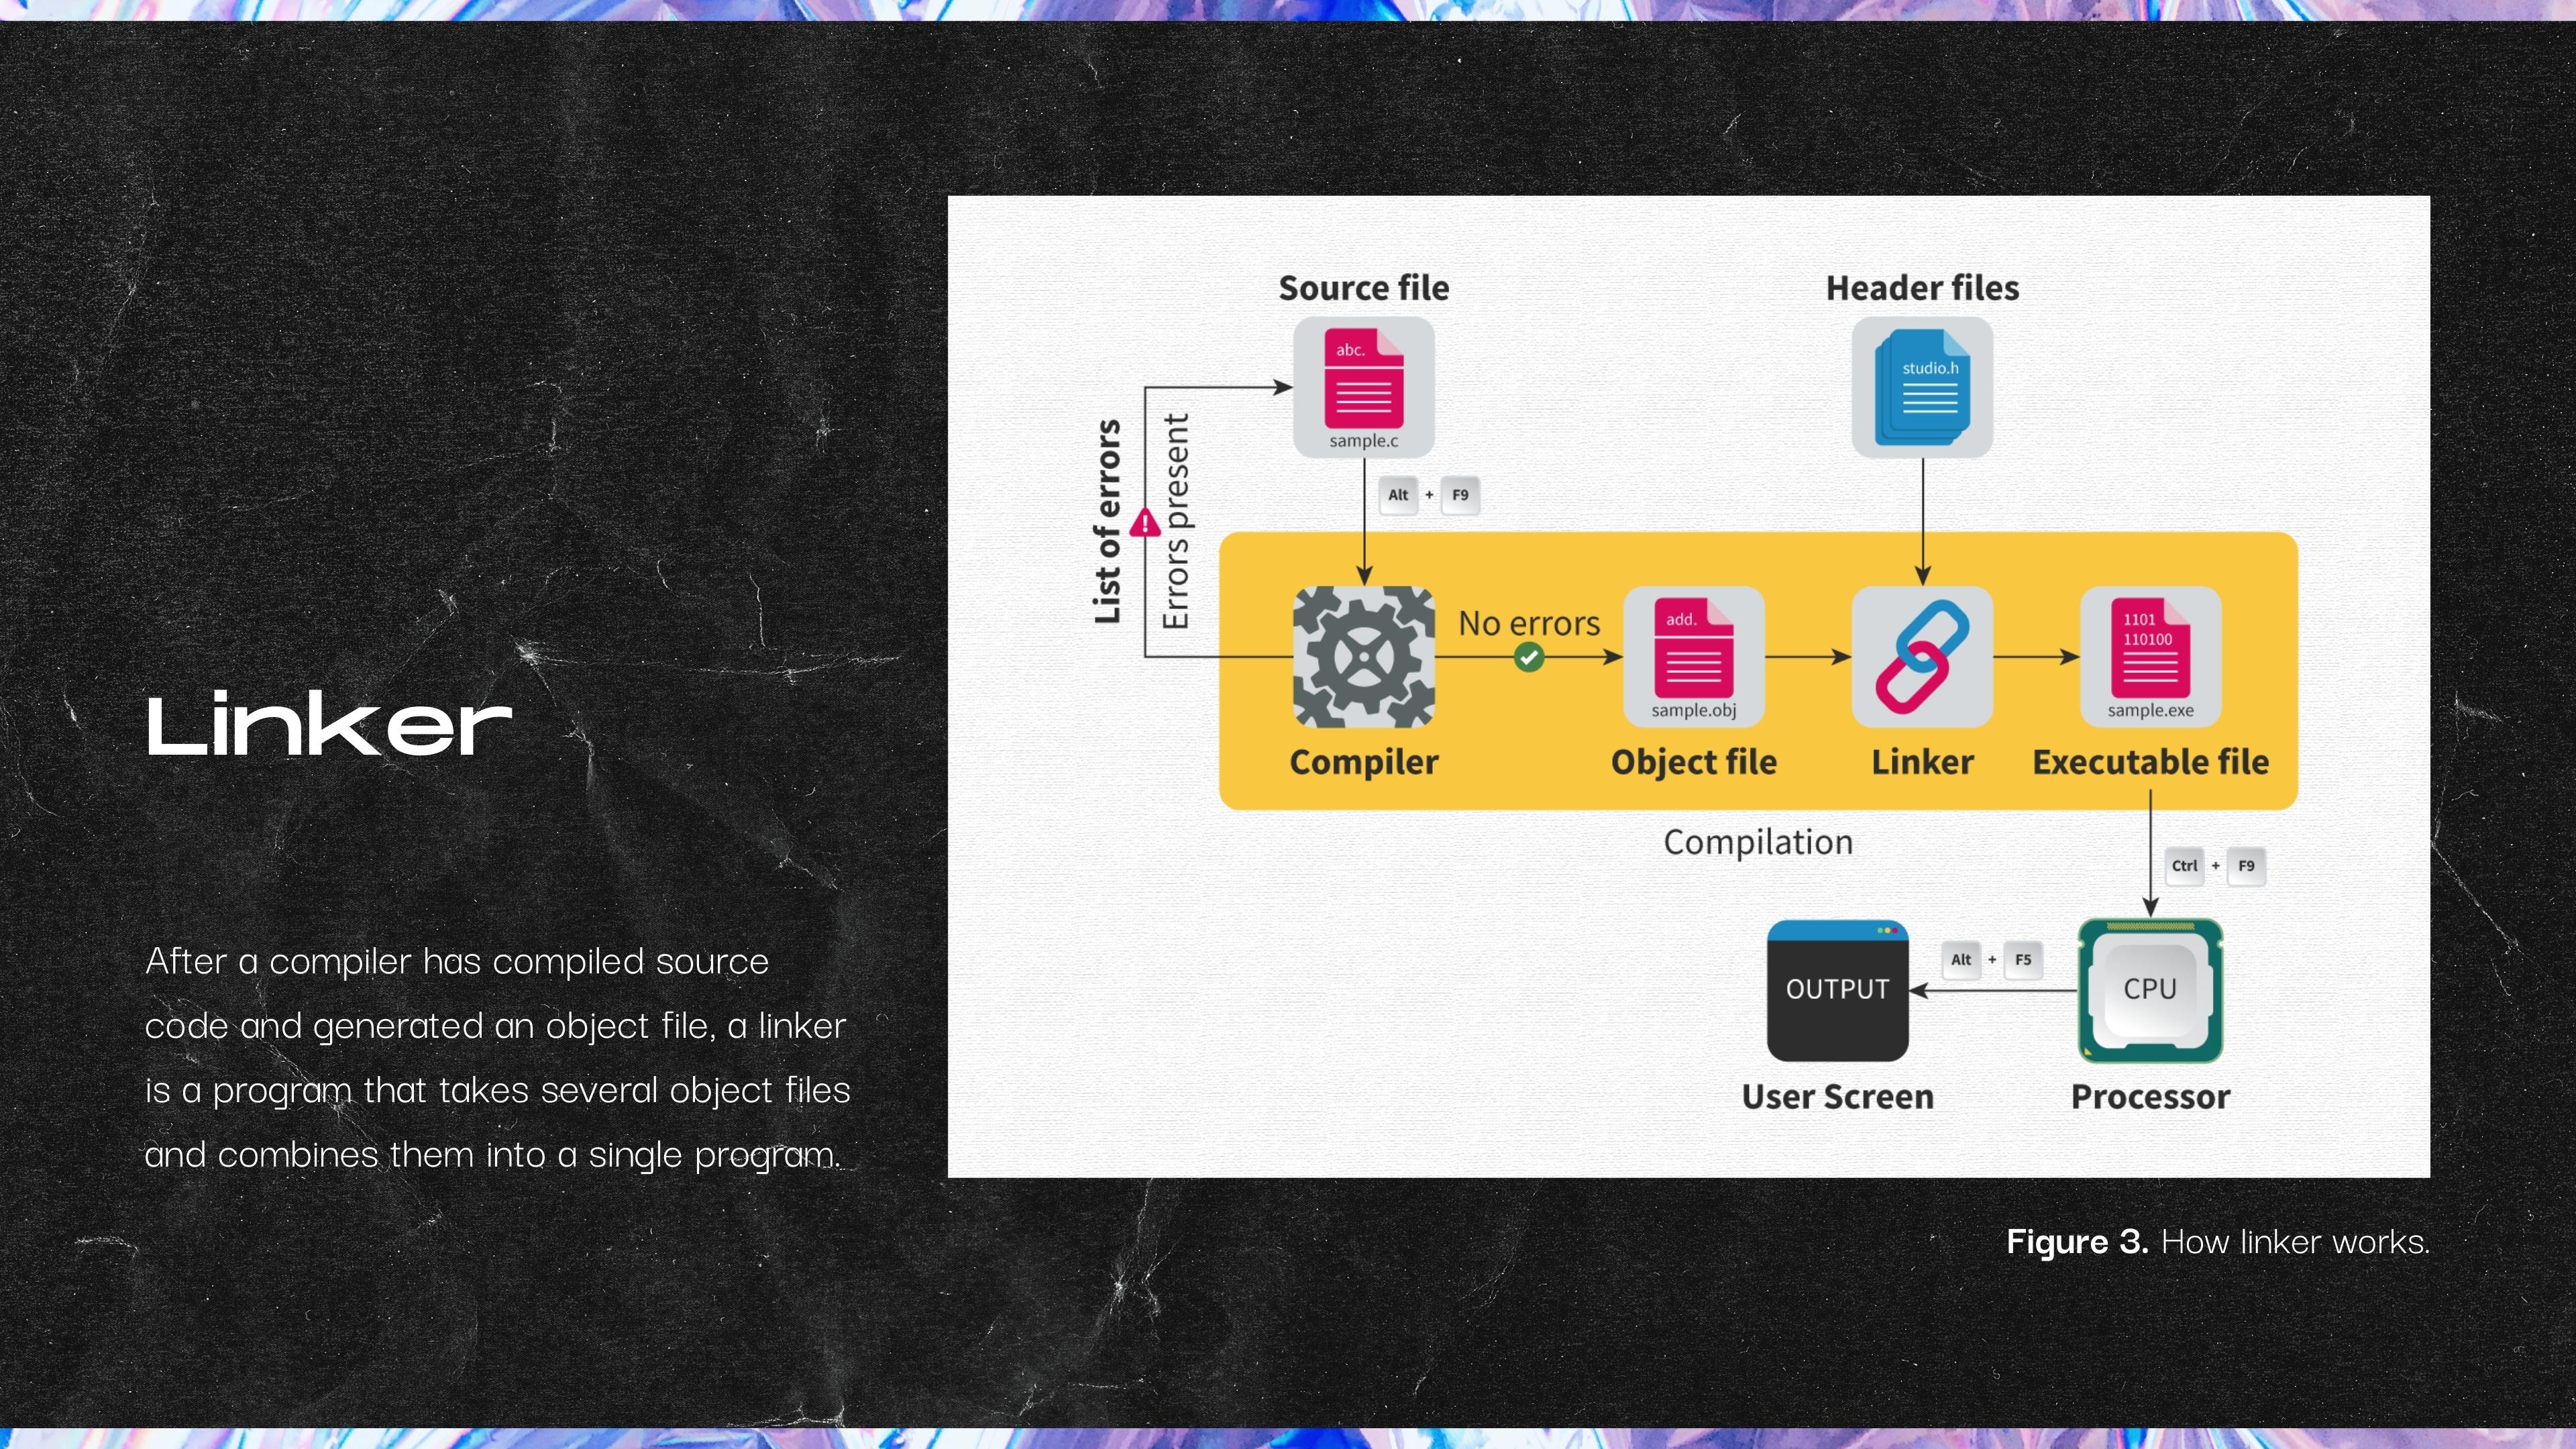 Linker
After a compiler has compiled source
code and generated an object file, a linker
is a program that takes several object files
and combines them into a single program.
Source file
abc.
sample.c
Header files
studio.h
List of errors
Errors present
Alt + F9
No errors
add.
sample.obj
1101
110100
sample.exe
Compiler
Object file
Linker
Executable file
Compilation
Ctrl + F9
OUTPUT
Alt + F5
CPU
User Screen
Processor
Figure 3. How linker works.